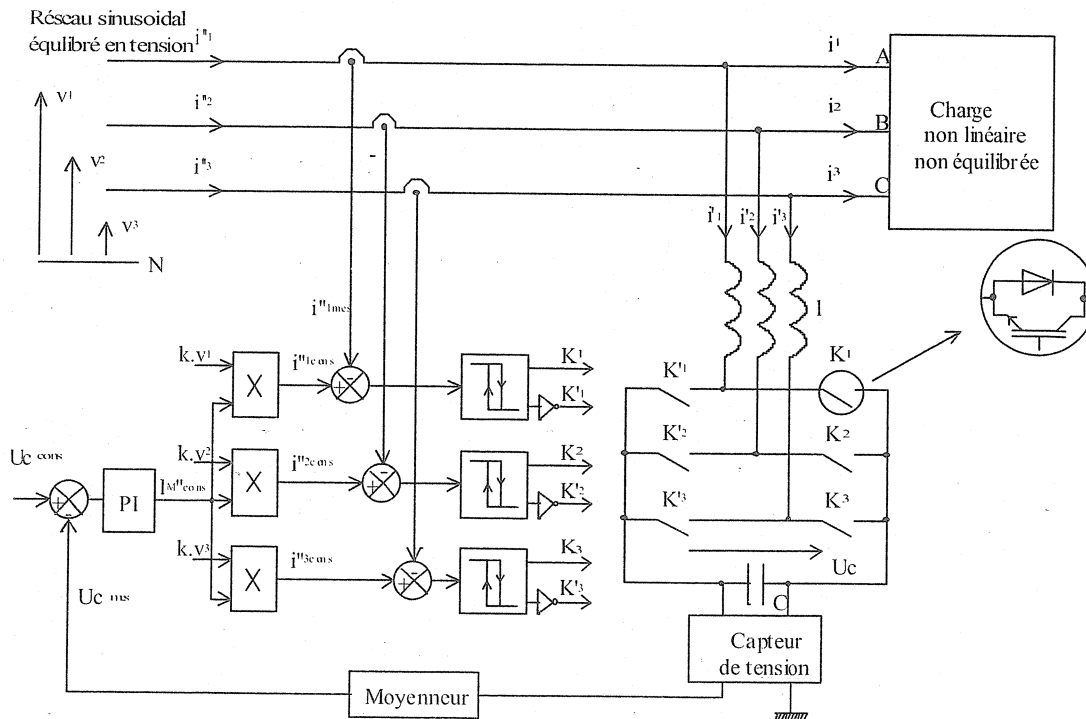 Réseau sinusoidal
équlibré en tension
i"1
i"2
i"3
v1
v2
v3
N
i1
i2
i3
A
B
C
Charge
non linéaire
non équilibrée
i'1
i'2
i'3
l
i"1mes
k.v1
k.v2
k.v3
X
X
X
i"1cons
i"2cons
i"3cons
+
-
+
-
+
-
K1
K'1
K2
K'2
K3
K'3
Uc cons
+
-
PI
IM"cons
Uc ms
K'1
K1
K'2
K2
K'3
K3
Uc
C
Capteur
de tension
Moyenneur